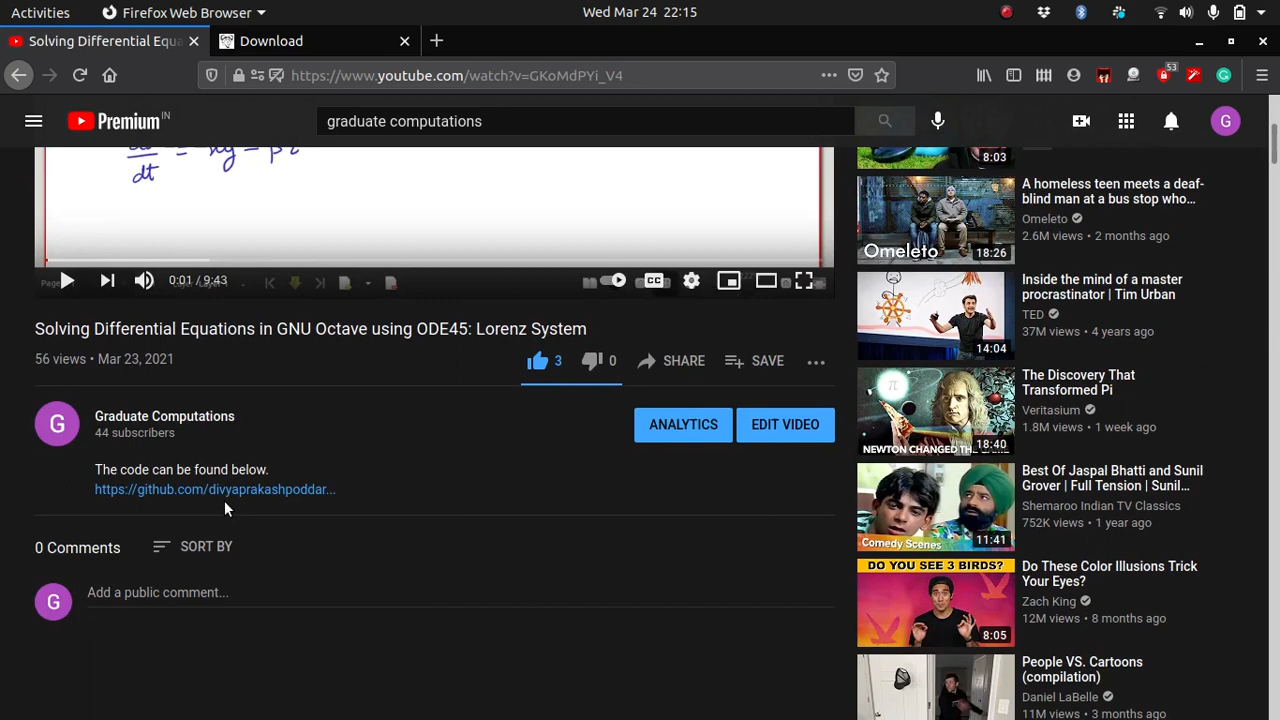 Activities
Firefox Web Browser
Wed Mar 24 22:15
Solving Differential Equa
Download
53
https://www.youtube.com/watch?v=GKoMdPYi_V4
Premium IN
graduate computations
G
dt
0:01 / 9:43
CC
Solving Differential Equations in GNU Octave using ODE45: Lorenz System
56 views • Mar 23, 2021
3
0
SHARE
SAVE
G
Graduate Computations
44 subscribers
ANALYTICS
EDIT VIDEO
The code can be found below.
https://github.com/divyaprakashpoddar...
0 Comments
SORT BY
G
Add a public comment...
8:03
Omeleto
18:26
A homeless teen meets a deaf-
blind man at a bus stop who...
Omeleto
2.6M views • 2 months ago
14:04
Inside the mind of a master
procrastinator | Tim Urban
TED
37M views • 4 years ago
NEWTON CHANGED THE GAME
18:40
The Discovery That
Transformed Pi
Veritasium
1.8M views • 1 week ago
Comedy Scenes
11:41
Best Of Jaspal Bhatti and Sunil
Grover | Full Tension | Sunil...
Shemaroo Indian TV Classics
752K views • 1 year ago
DO YOU SEE 3 BIRDS?
8:05
Do These Color Illusions Trick
Your Eyes?
Zach King
12M views • 8 months ago
People VS. Cartoons
(compilation)
Daniel LaBelle
11M views • 3 months ago